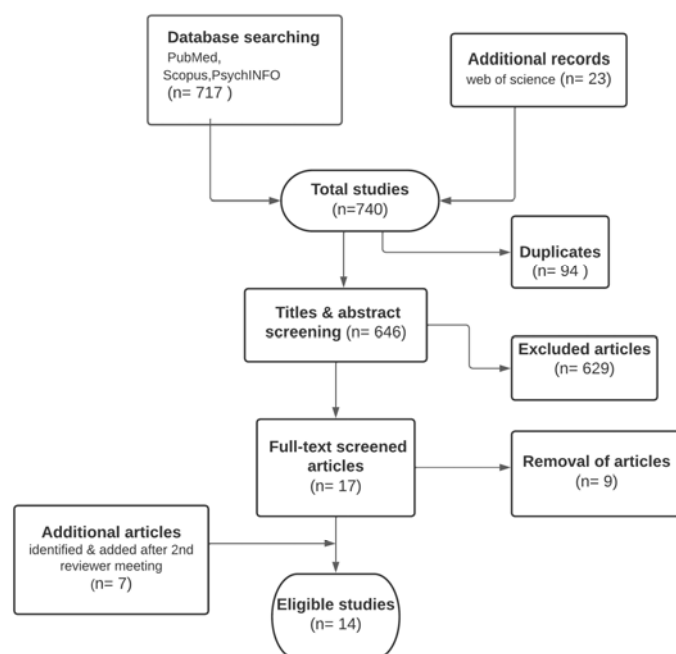 Database searching
PubMed,
Scopus,PsychINFO
(n= 717 )
Additional records
web of science (n= 23)
Total studies
(n=740)
Duplicates
(n= 94 )
Titles & abstract
screening (n= 646)
Excluded articles
(n= 629)
Full-text screened
articles
(n= 17)
Removal of articles
(n= 9)
Additional articles
identified & added after 2nd
reviewer meeting
(n= 7)
Eligible studies
(n= 14)